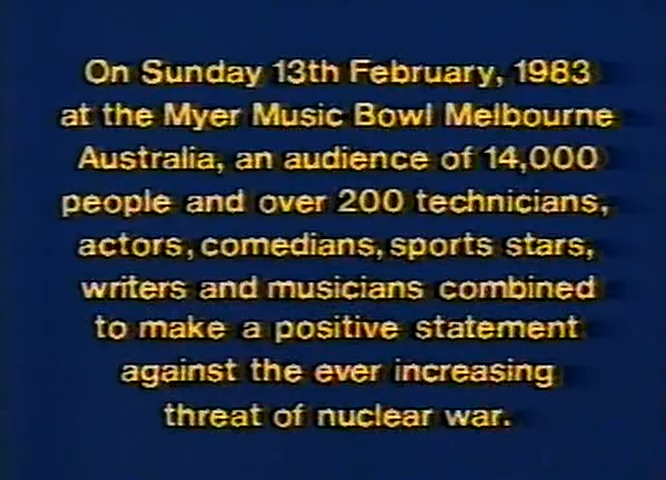 On Sunday 13th February, 1983
at the Myer Music Bowl Melbourne
Australia, an audience of 14,000
people and over 200 technicians,
actors, comedians, sports stars,
writers and musicians combined
to make a positive statement
against the ever increasing
threat of nuclear war.